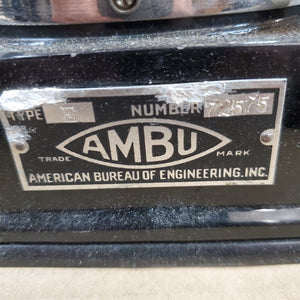 TYPE E NUMBER 72575
AMBU
TRADE MARK
AMERICAN BUREAU OF ENGINEERING, INC.